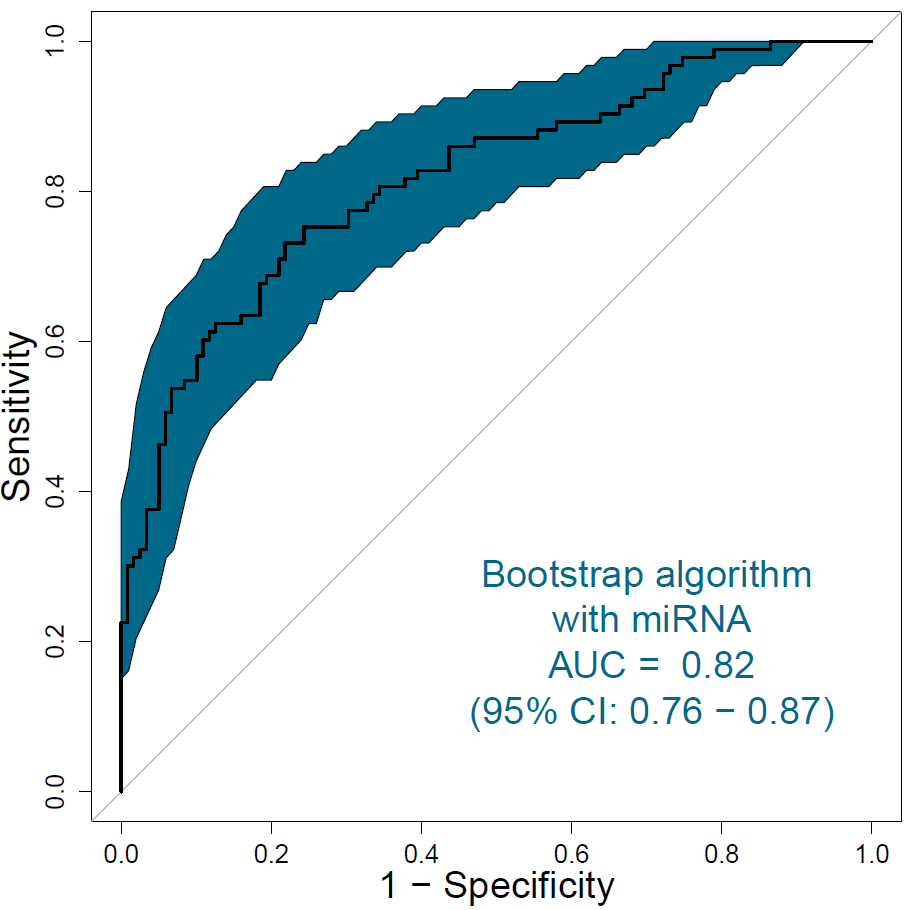 1.0
0.8
0.6
0.4
0.2
0.0
Sensitivity
Bootstrap algorithm
with miRNA
AUC = 0.82
(95% CI: 0.76 − 0.87)
0.0 0.2 0.4 0.6 0.8 1.0
1 − Specificity